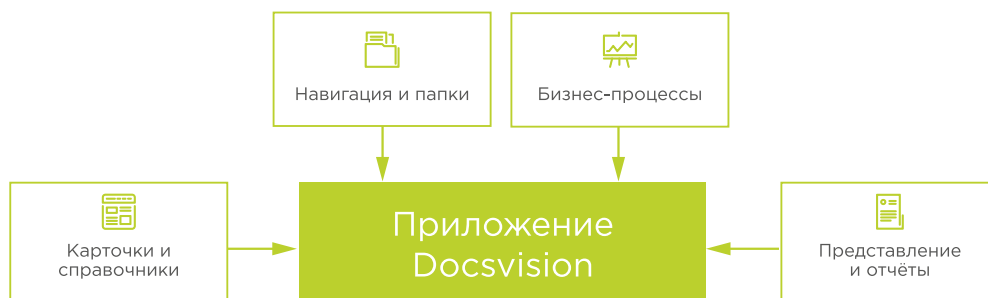 Навигация и папки
Бизнес-процессы
Карточки и
справочники
Приложение
Docsvision
Представление
и отчёты